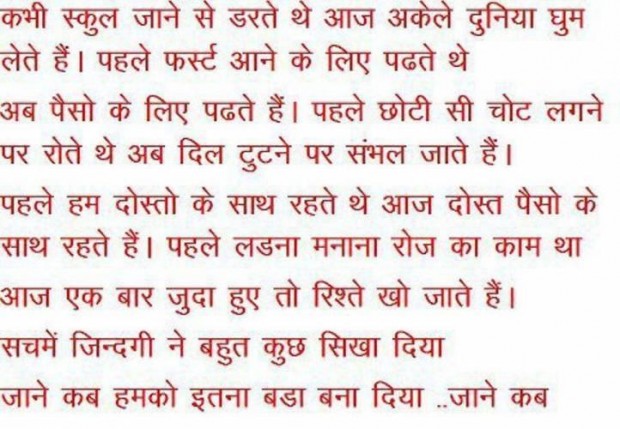 कभी स्कुल जाने से डरते थे आज अकेले दुनिया घुम
लेते हैं। पहले फर्स्ट आने के लिए पढते थे
अब पैसो के लिए पढते हैं। पहले छोटी सी चोट लगने
पर रोते थे अब दिल टुटने पर संभल जाते हैं।
पहले हम दोस्तो के साथ रहते थे आज दोस्त पैसो के
साथ रहते हैं। पहले लडना मनाना रोज का काम था
आज एक बार जुदा हुए तो रिश्ते खो जाते हैं।
सचमें जिन्दगी ने बहुत कुछ सिखा दिया
जाने कब हमको इतना बडा बना दिया ..जाने कब